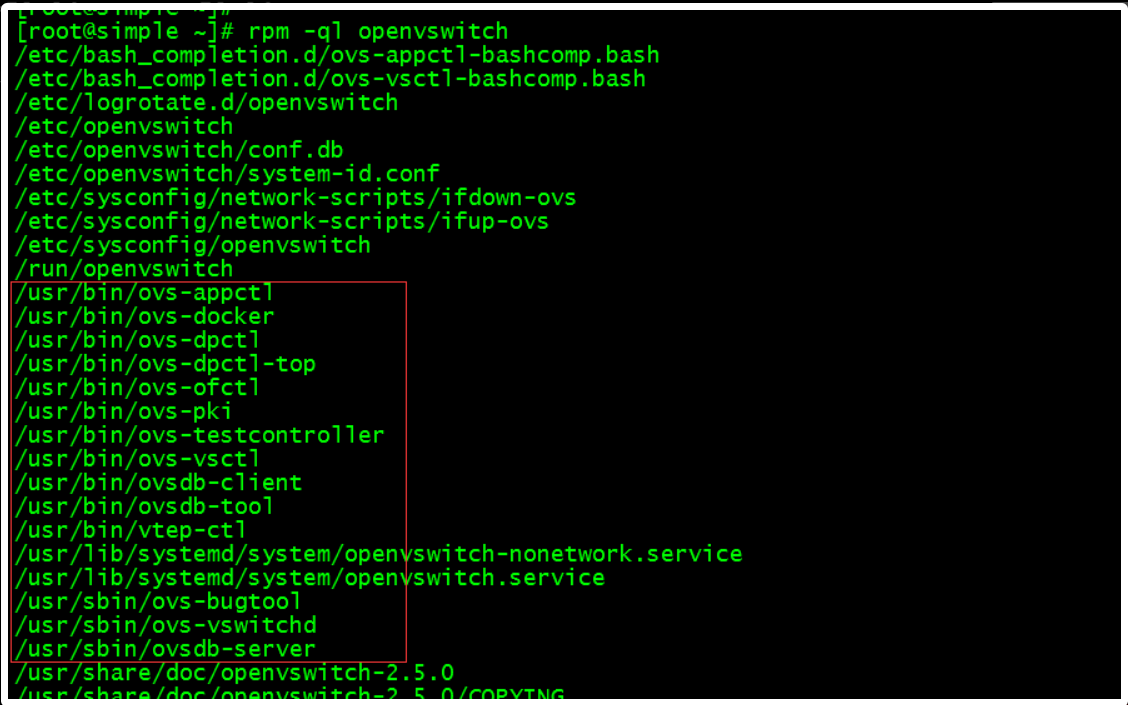 [root@simple ~]#
[root@simple ~]# rpm -ql openvswitch
/etc/bash_completion.d/ovs-appctl-bashcomp.bash
/etc/bash_completion.d/ovs-vsctl-bashcomp.bash
/etc/logrotate.d/openvswitch
/etc/openvswitch
/etc/openvswitch/conf.db
/etc/openvswitch/system-id.conf
/etc/sysconfig/network-scripts/ifdown-ovs
/etc/sysconfig/network-scripts/ifup-ovs
/etc/sysconfig/openvswitch
/run/openvswitch
/usr/bin/ovs-appctl
/usr/bin/ovs-docker
/usr/bin/ovs-dpctl
/usr/bin/ovs-dpctl-top
/usr/bin/ovs-ofctl
/usr/bin/ovs-pki
/usr/bin/ovs-testcontroller
/usr/bin/ovs-vsctl
/usr/bin/ovsdb-client
/usr/bin/ovsdb-tool
/usr/bin/vtep-ctl
/usr/lib/systemd/system/openvswitch-nonetwork.service
/usr/lib/systemd/system/openvswitch.service
/usr/sbin/ovs-bugtool
/usr/sbin/ovs-vswitchd
/usr/sbin/ovsdb-server
/usr/share/doc/openvswitch-2.5.0
/usr/share/doc/openvswitch-2.5.0/COPYING